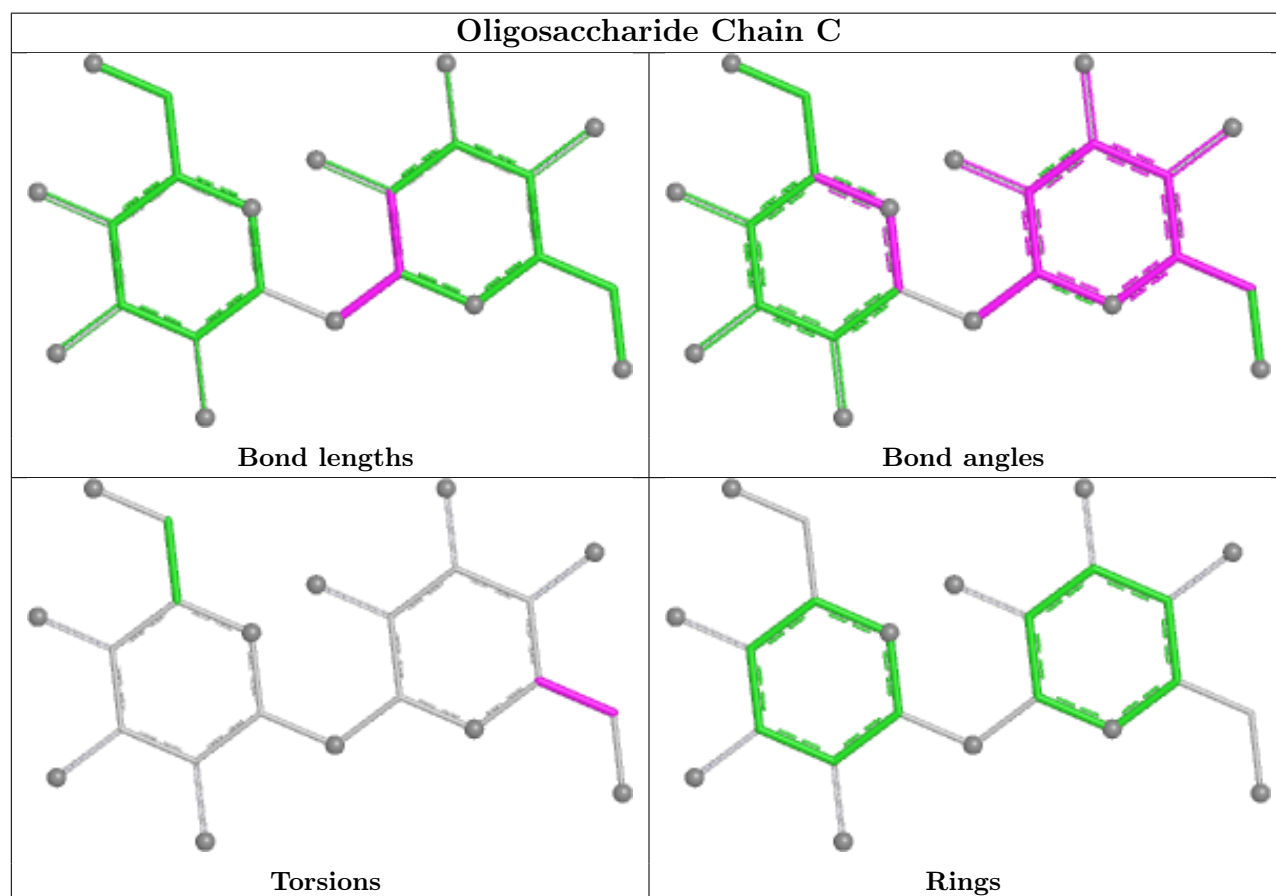 Oligosaccharide Chain C
Bond lengths
Bond angles
Torsions
Rings